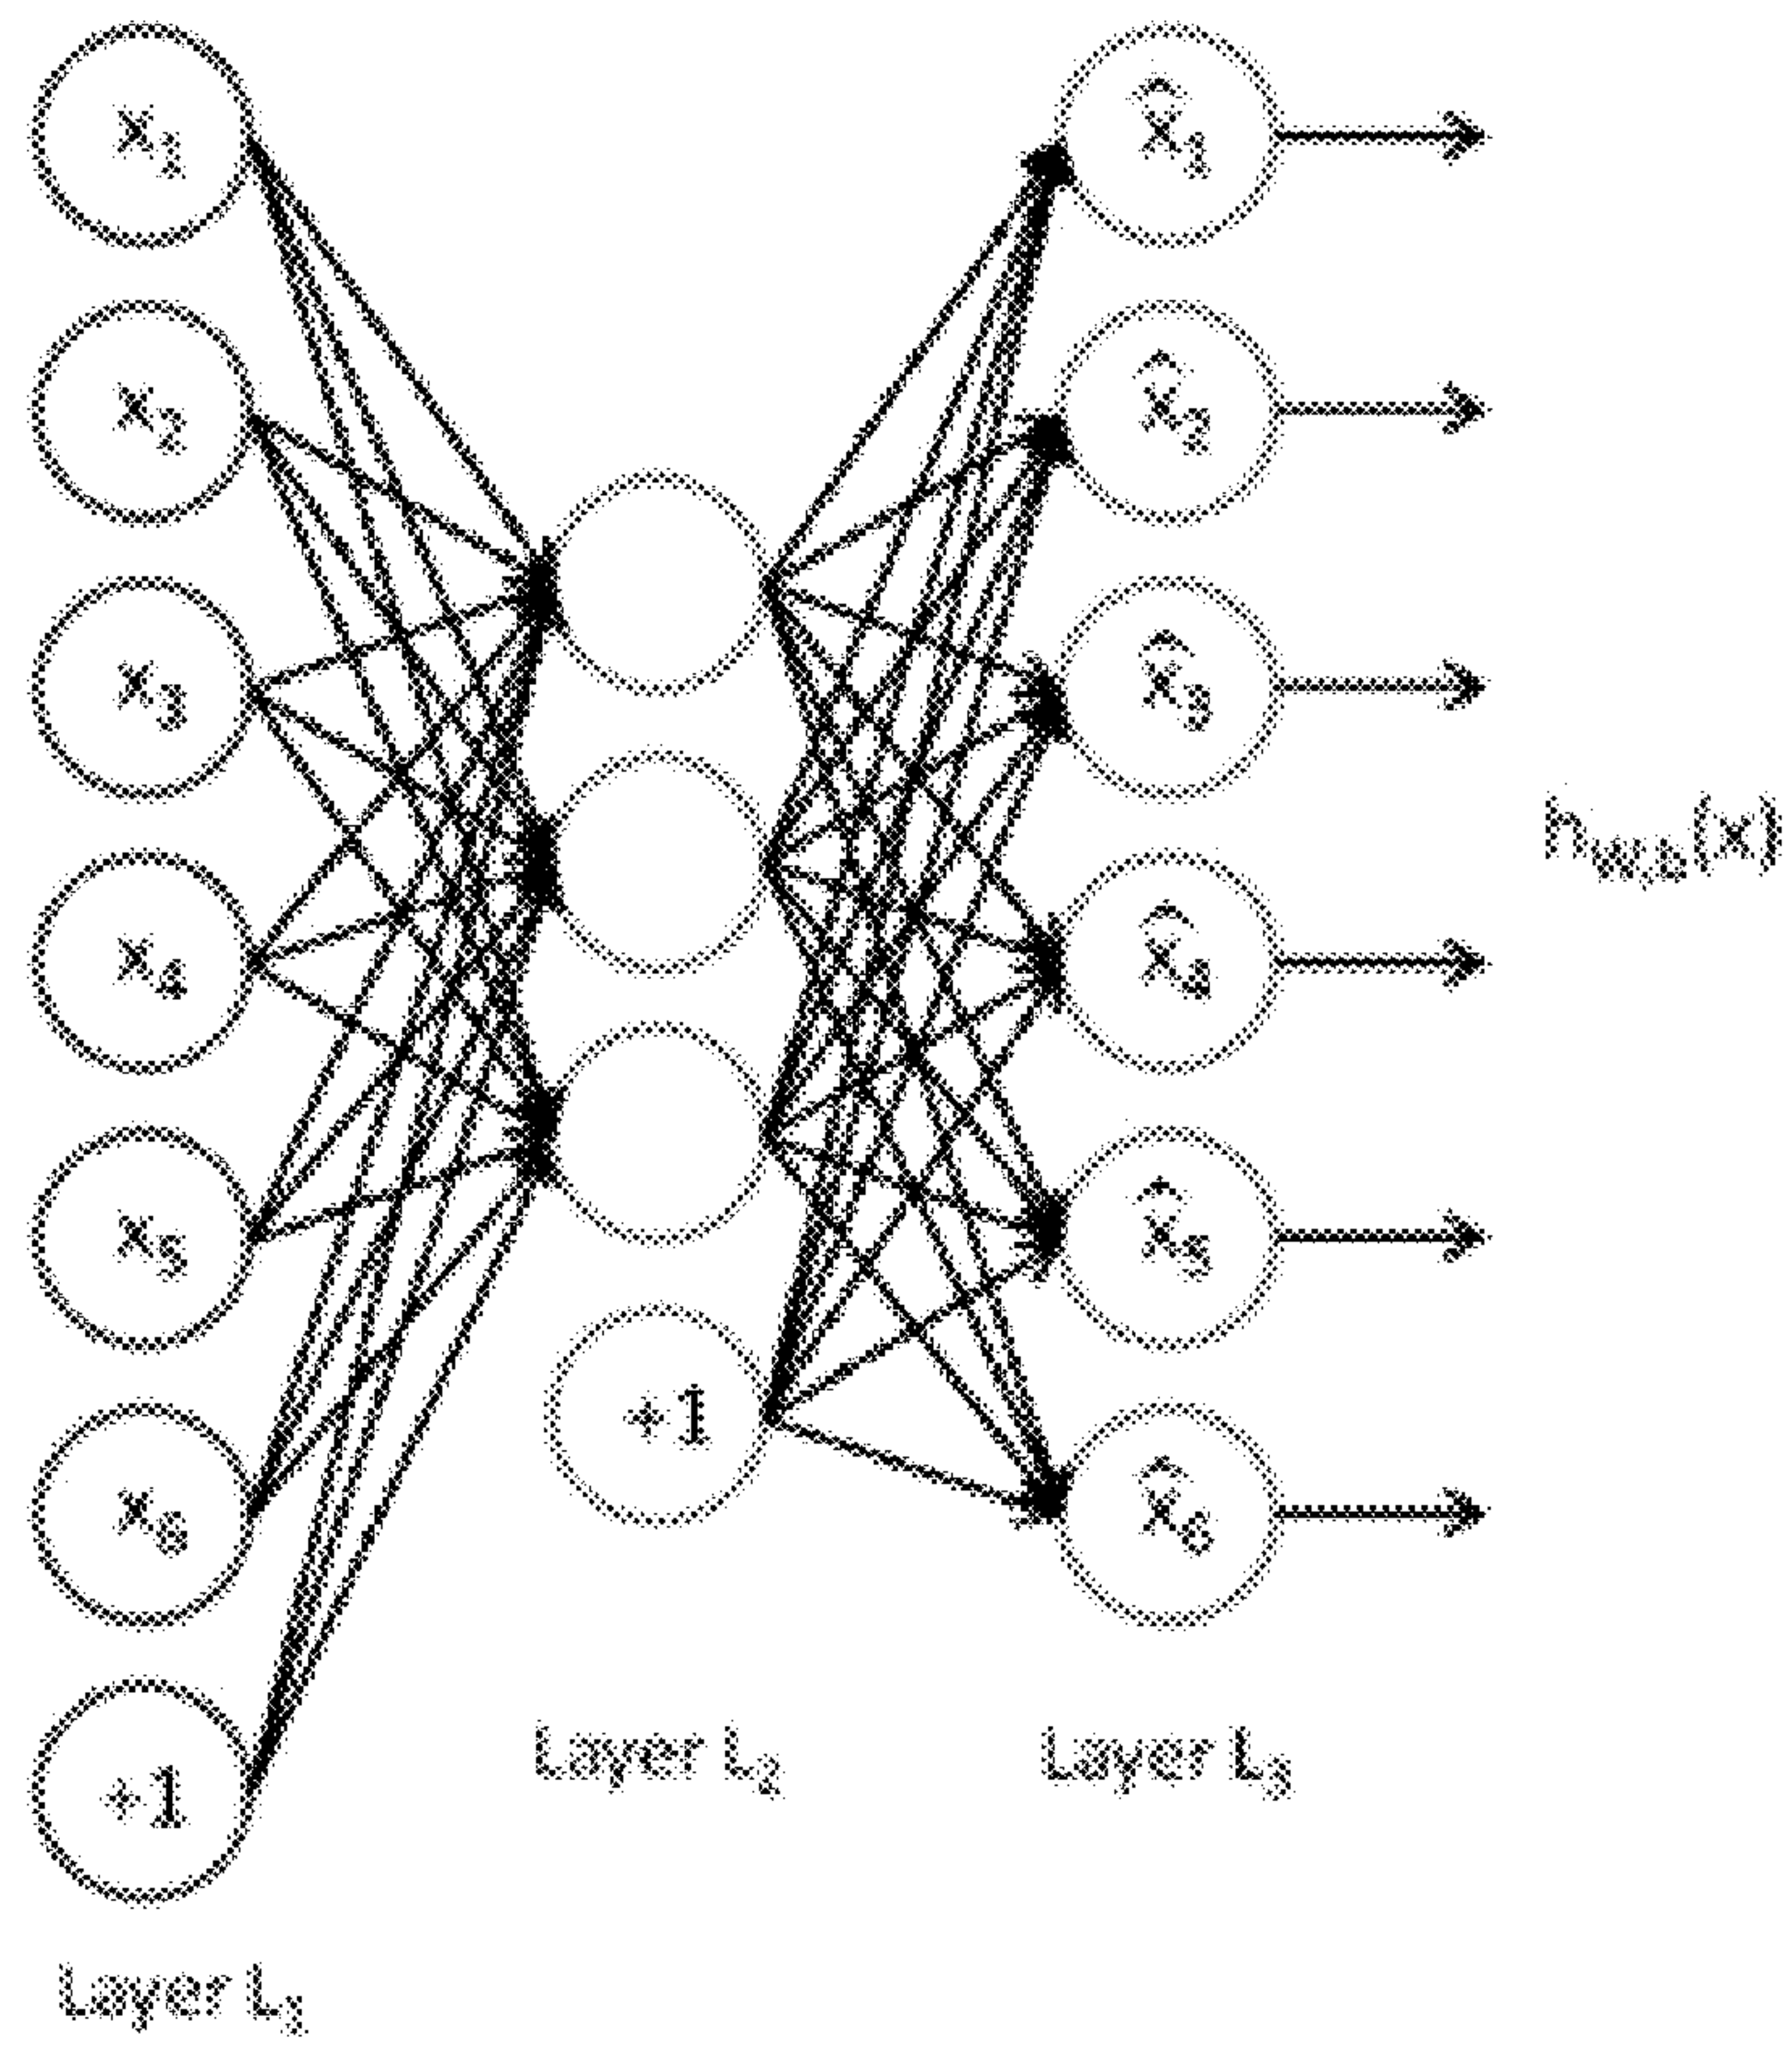 x₁
x₂
x₃
x₄
x₅
x₆
+1
Layer L₁
+1
Layer L₂
x̂₁
x̂₂
x̂₃
x̂₄
x̂₅
x̂₆
Layer L₃
h_W,b(x)